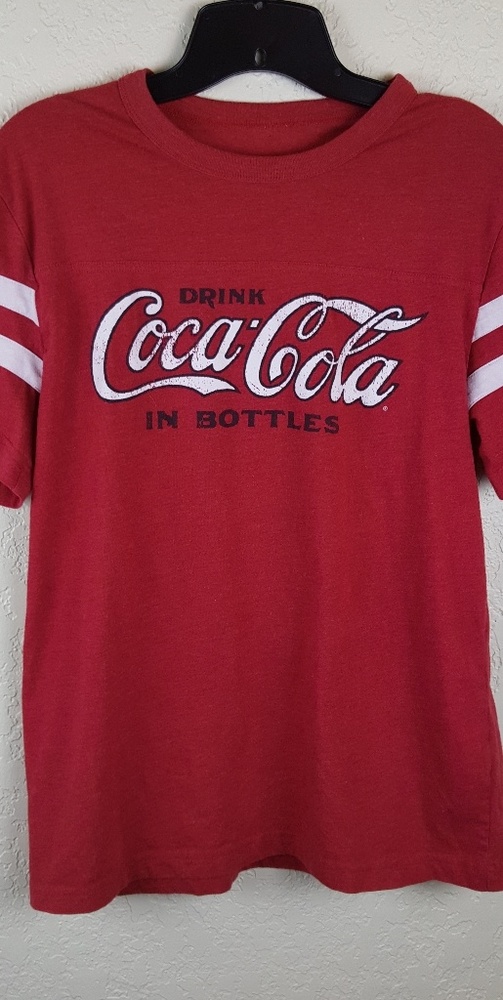 DRINK
Coca-Cola
IN BOTTLES
®